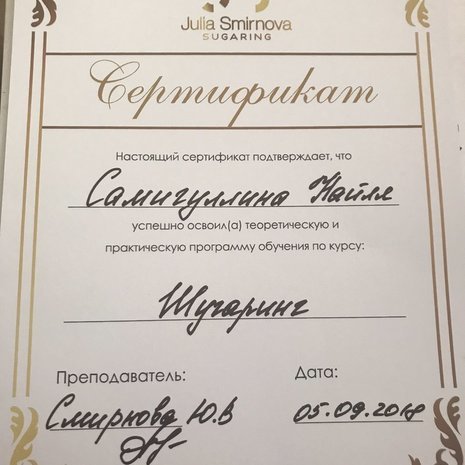 Julia Smirnova
SUGARING
Сертификат
Настоящий сертификат подтверждает, что
Самигуллина Наиля
успешно освоил(а) теоретическую и
практическую программу обучения по курсу:
Шугаринг
Преподаватель: Дата:
Смирнова Ю.В 05.09.2018